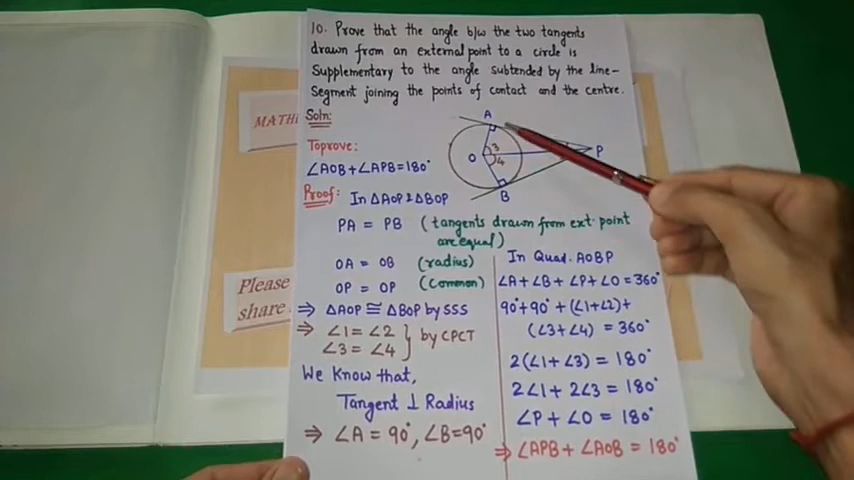 10. Prove that the angle b/w the two tangents
drawn from an external point to a circle is
Supplementary to the angle subtended by the line-
Segment joining the points of contact and the centre.
Soln:
Toprove:
∠AOB+∠APB=180°
A
O
3
4
P
B
Proof: In ΔAOP & ΔBOP
PA = PB (tangents drawn from ext. point
are equal)
OA = OB (radius)
OP = OP (Common)
⇒ ΔAOP ≅ ΔBOP by SSS
⇒ ∠1 = ∠2
∠3 = ∠4 } by CPCT
We Know that,
Tangent ⊥ Radius
⇒ ∠A = 90°, ∠B=90°
In Quad. AOBP
∠A+∠B+∠P+∠O=360°
90°+90°+(∠1+∠2)+
(∠3+∠4) = 360°
2(∠1+∠3) = 180°
2∠1+2∠3 = 180°
∠P+∠O = 180°
⇒ ∠APB+∠AOB = 180°
MATH
Please
share